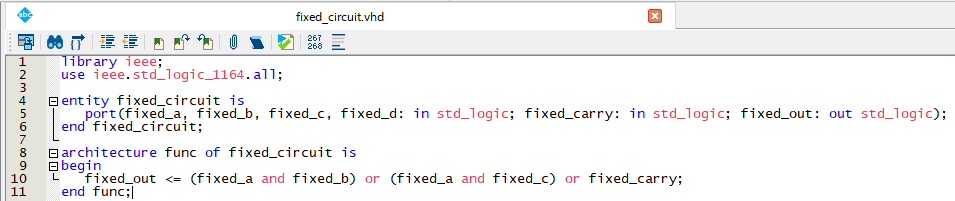 abc
fixed_circuit.vhd
267
268
1 library ieee;
2 use ieee.std_logic_1164.all;
3
4 entity fixed_circuit is
5 port(fixed_a, fixed_b, fixed_c, fixed_d: in std_logic; fixed_carry: in std_logic; fixed_out: out std_logic);
6 end fixed_circuit;
7
8 architecture func of fixed_circuit is
9 begin
10 fixed_out <= (fixed_a and fixed_b) or (fixed_a and fixed_c) or fixed_carry;
11 end func;